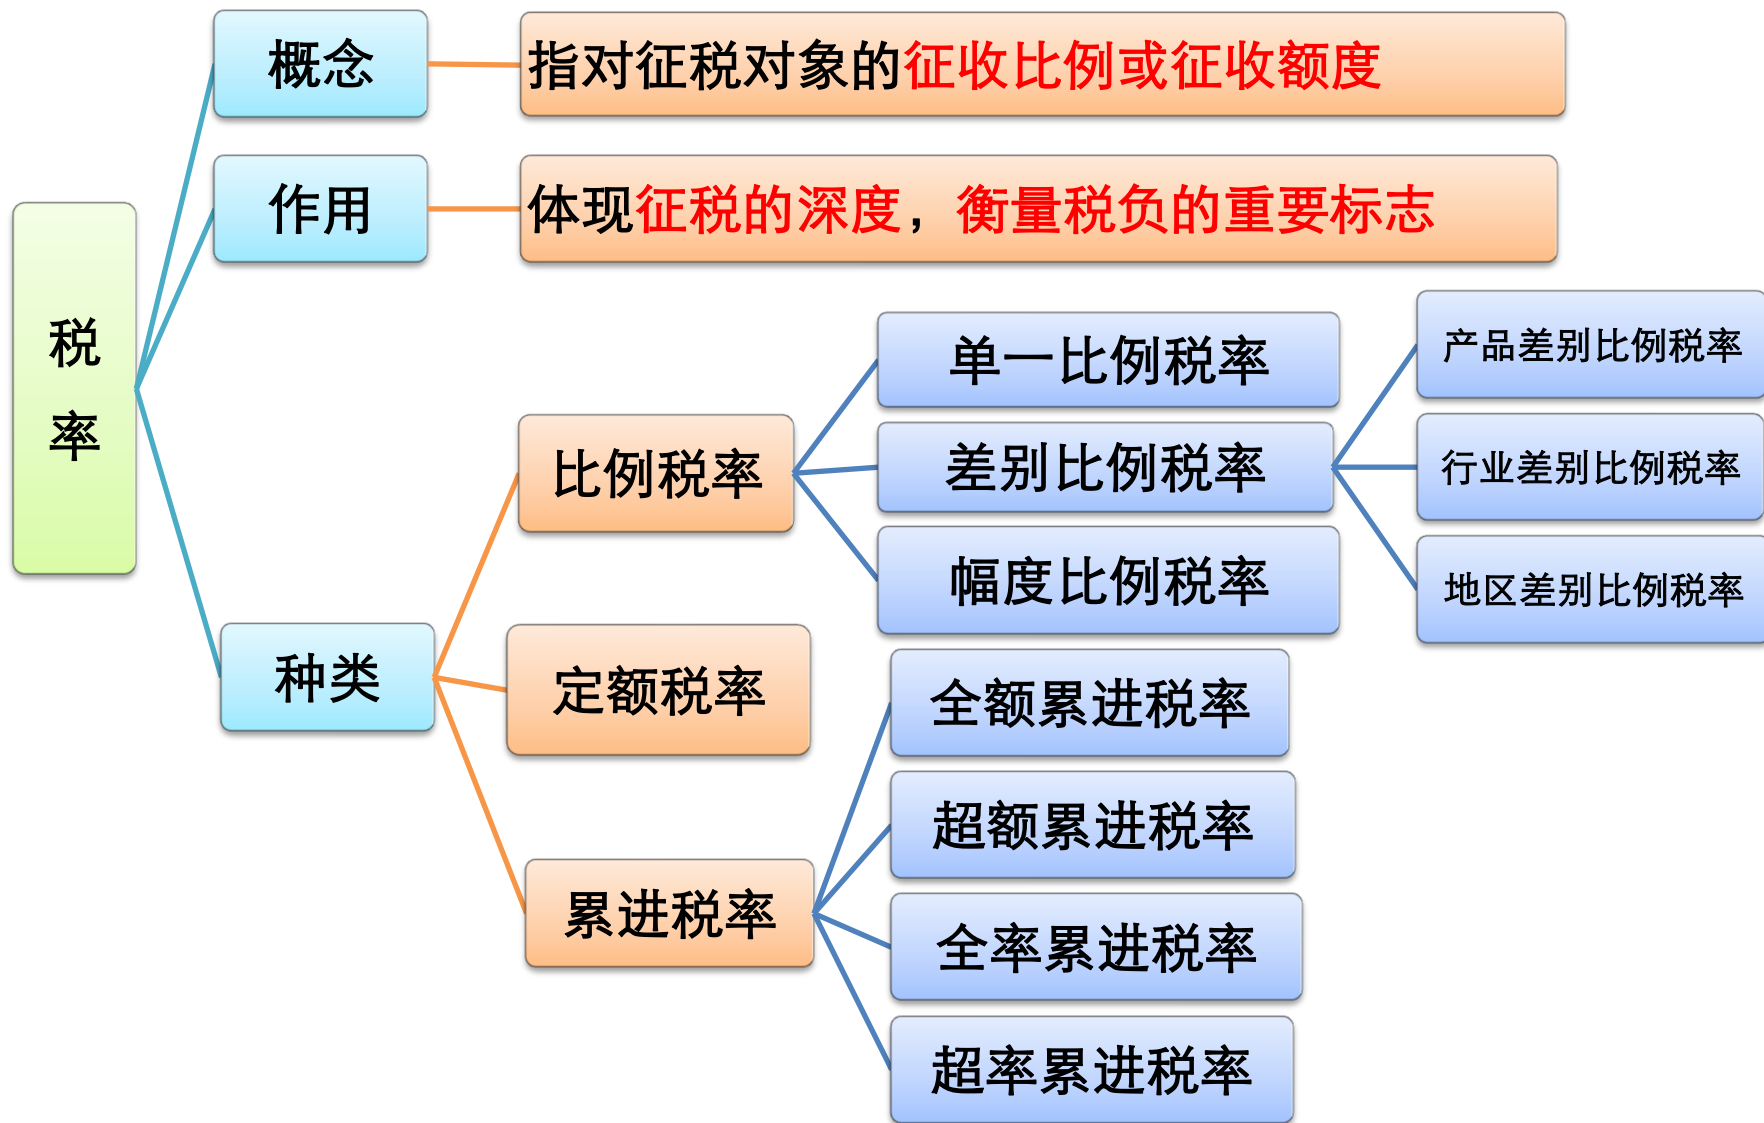 税
率
概念
指对征税对象的征收比例或征收额度
作用
体现征税的深度，衡量税负的重要标志
种类
比例税率
单一比例税率
差别比例税率
产品差别比例税率
行业差别比例税率
地区差别比例税率
幅度比例税率
定额税率
累进税率
全额累进税率
超额累进税率
全率累进税率
超率累进税率